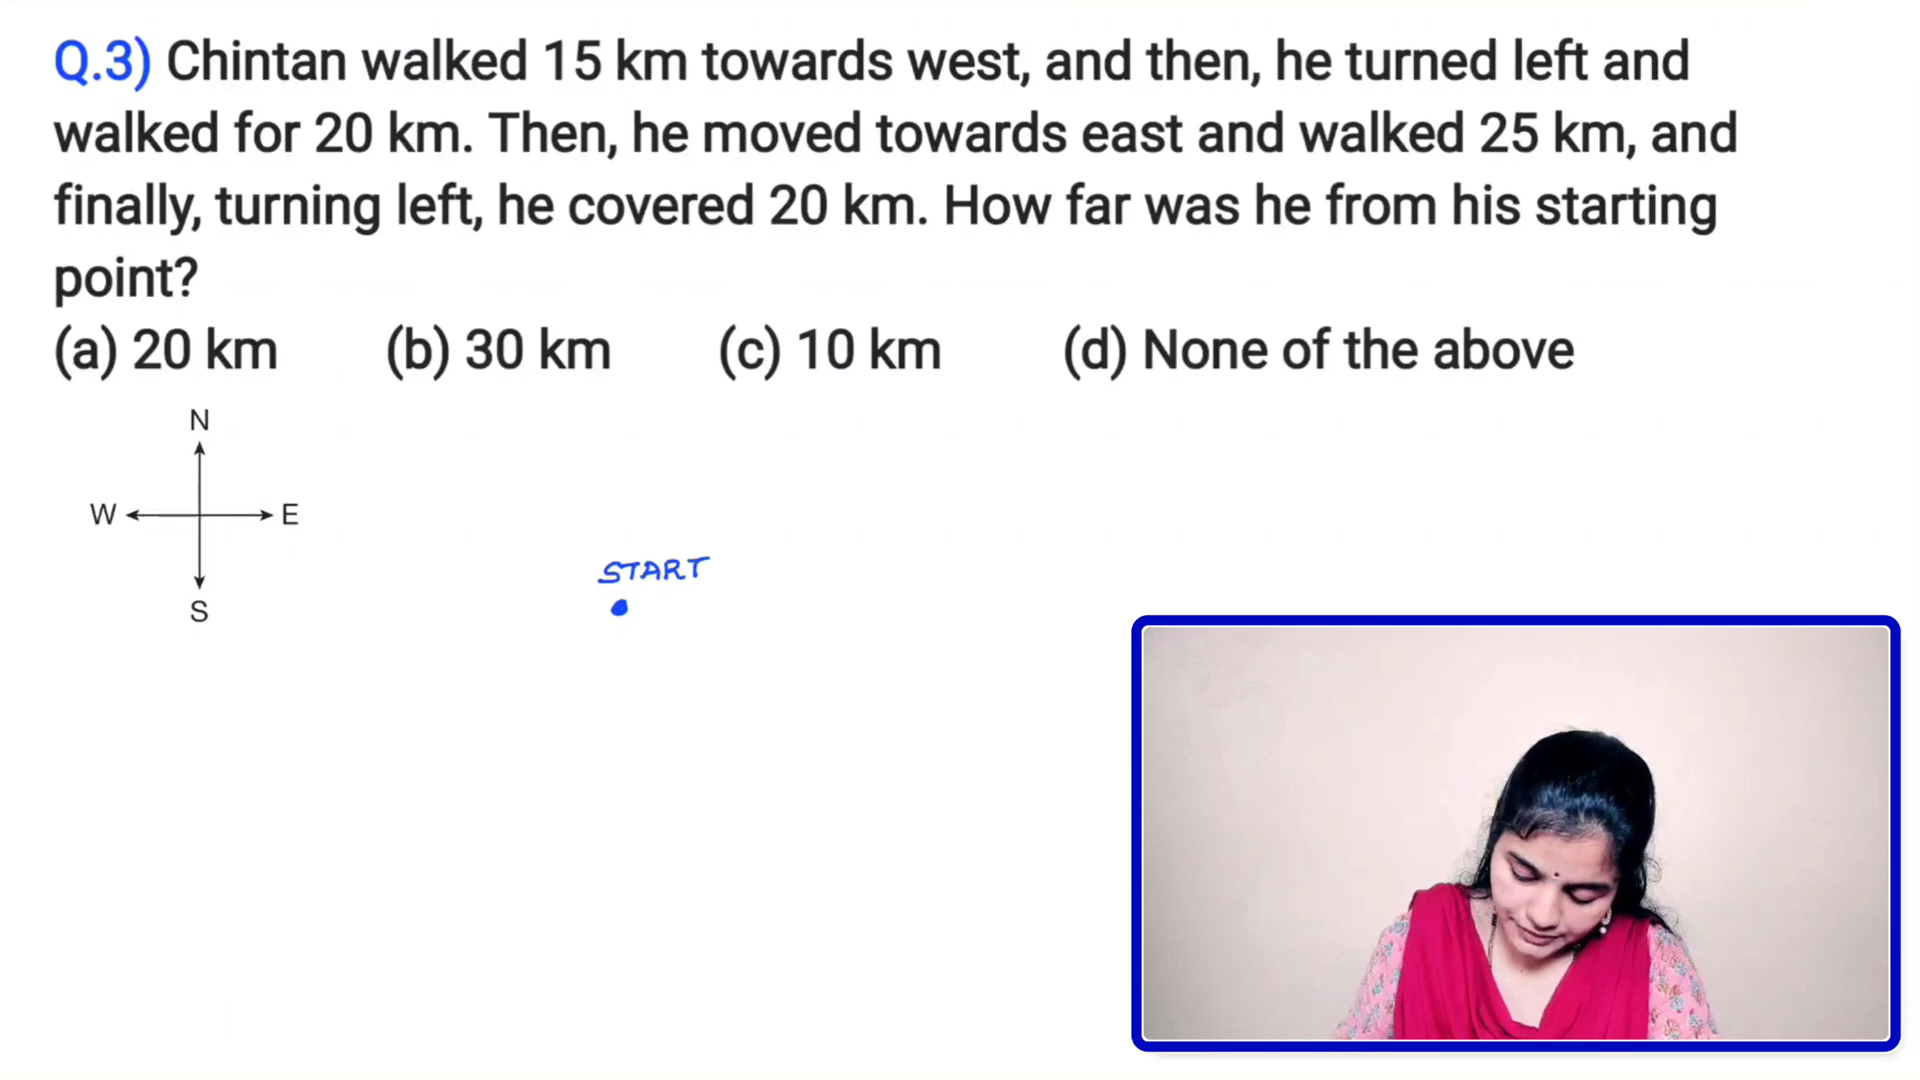 Q.3) Chintan walked 15 km towards west, and then, he turned left and
walked for 20 km. Then, he moved towards east and walked 25 km, and
finally, turning left, he covered 20 km. How far was he from his starting
point?
(a) 20 km (b) 30 km (c) 10 km (d) None of the above
N
W E
S
START